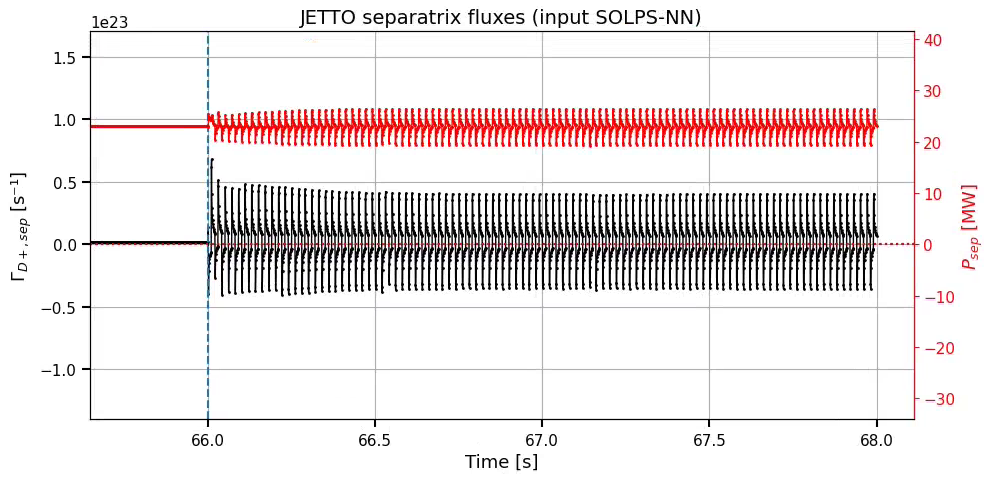 JETTO separatrix fluxes (input SOLPS-NN)
1e23
1.5
1.0
0.5
0.0
−0.5
−1.0
Γ_{D+,sep} [s⁻¹]
40
30
20
10
0
−10
−20
−30
P_{sep} [MW]
66.0 66.5 67.0 67.5 68.0
Time [s]